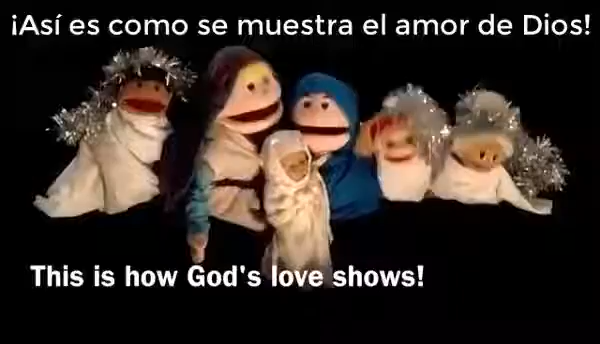 ¡Así es como se muestra el amor de Dios!
This is how God's love shows!